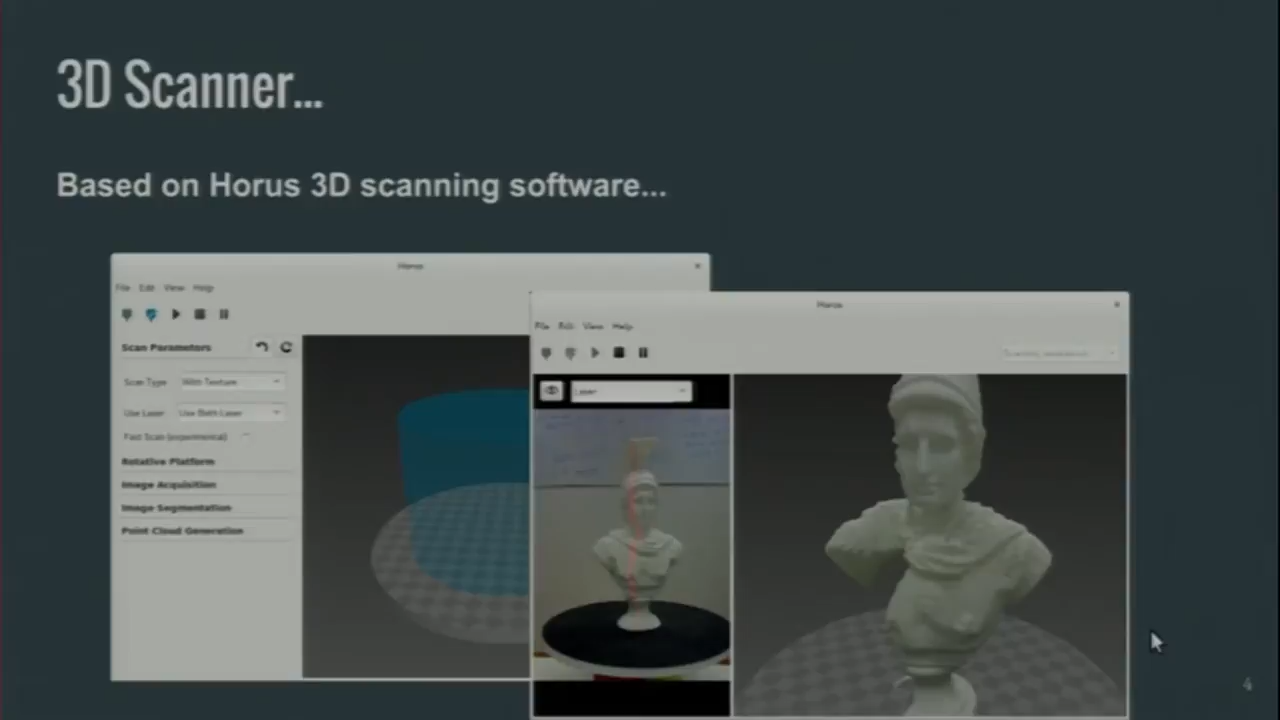 3D Scanner...
Based on Horus 3D scanning software...
Horus
File Edit View Help
Scan Parameters
Scan Type With Texture
Use Laser Use Both Laser
Fast Scan (experimental)
Rotative Platform
Image Acquisition
Image Segmentation
Point Cloud Generation
Horus
File Edit View Help
Laser
4